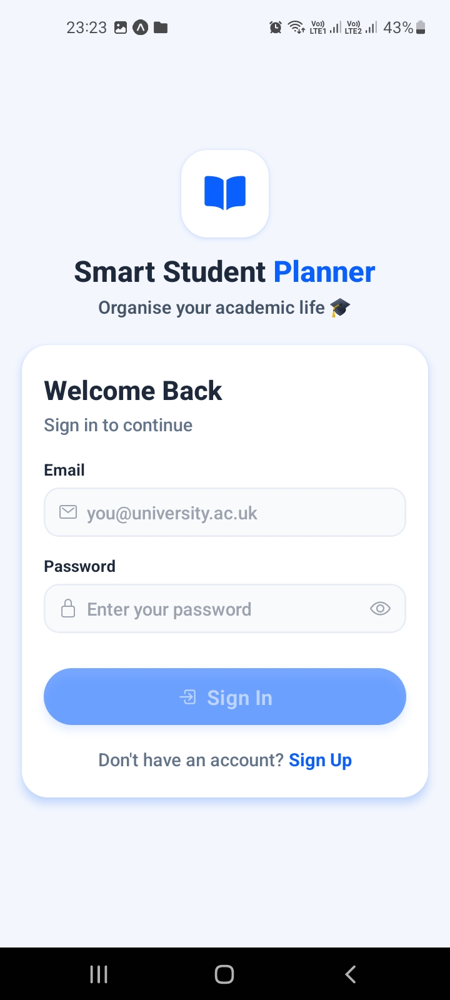 23:23 Vo)) LTE1 Vo)) LTE2 43%
Smart Student Planner
Organise your academic life 🎓
Welcome Back
Sign in to continue
Email
you@university.ac.uk
Password
Enter your password
Sign In
Don't have an account? Sign Up